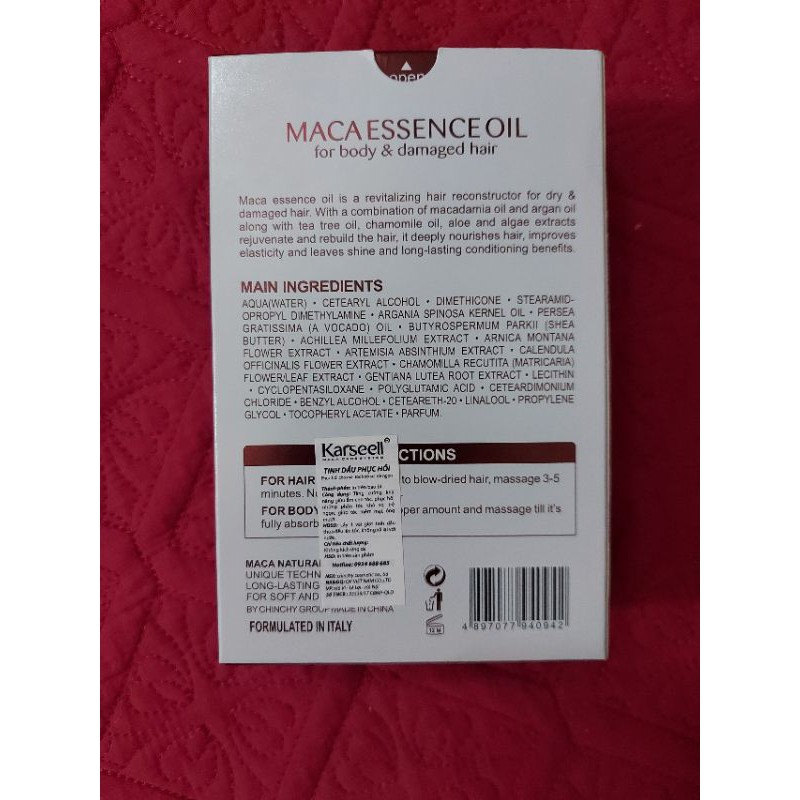 open
MACA ESSENCE OIL
for body & damaged hair
Maca essence oil is a revitalizing hair reconstructor for dry &
damaged hair. With a combination of macadamia oil and argan oil
along with tea tree oil, chamomile oil, aloe and algae extracts
rejuvenate and rebuild the hair, it deeply nourishes hair, improves
elasticity and leaves shine and long-lasting conditioning benefits.
MAIN INGREDIENTS
AQUA(WATER) • CETEARYL ALCOHOL • DIMETHICONE • STEARAMID-
OPROPYL DIMETHYLAMINE • ARGANIA SPINOSA KERNEL OIL • PERSEA
GRATISSIMA (A VOCADO) OIL • BUTYROSPERMUM PARKII (SHEA
BUTTER) • ACHILLEA MILLEFOLIUM EXTRACT • ARNICA MONTANA
FLOWER EXTRACT • ARTEMISIA ABSINTHIUM EXTRACT • CALENDULA
OFFICINALIS FLOWER EXTRACT • CHAMOMILLA RECUTITA (MATRICARIA)
FLOWER/LEAF EXTRACT • GENTIANA LUTEA ROOT EXTRACT • LECITHIN
• CYCLOPENTASILOXANE • POLYGLUTAMIC ACID • CETEARDIMONIUM
CHLORIDE • BENZYL ALCOHOL • CETEARETH-20 • LINALOOL • PROPYLENE
GLYCOL • TOCOPHERYL ACETATE • PARFUM.
CTIONS
FOR HAIR to blow-dried hair, massage 3-5
minutes.
FOR BODY per amount and massage till it's
fully absorb
Karseell®
TINH DẦU PHỤC HỒI
Hotline: 0939 808 683
MACA NATURA
UNIQUE TECHN
LONG-LASTING
FOR SOFT AND
BY CHINCHY GROUP MADE IN CHINA
FORMULATED IN ITALY
12 M
4 897077 940942